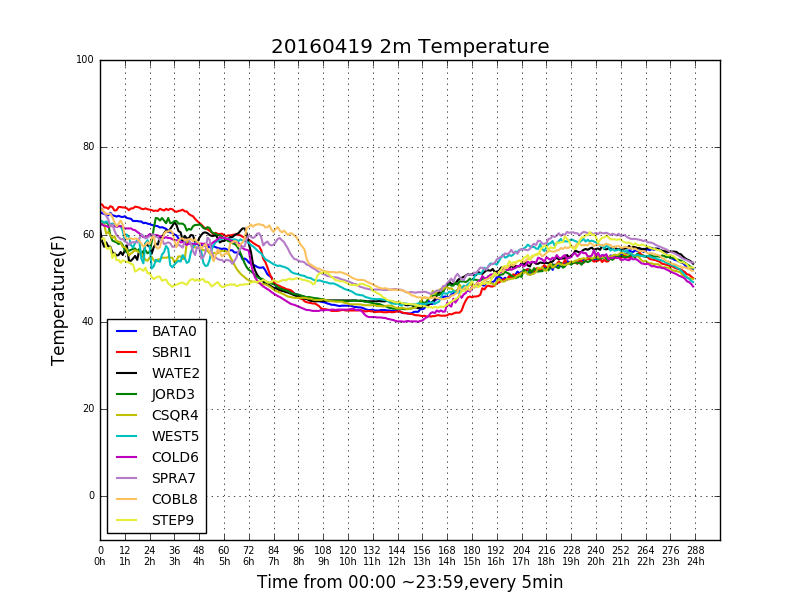 20160419 2m Temperature
Temperature(F)
100
80
60
40
20
0
BATA0
SBRI1
WATE2
JORD3
CSQR4
WEST5
COLD6
SPRA7
COBL8
STEP9
0 12 24 36 48 60 72 84 96 108 120 132 144 156 168 180 192 204 216 228 240 252 264 276 288
0h 1h 2h 3h 4h 5h 6h 7h 8h 9h 10h 11h 12h 13h 14h 15h 16h 17h 18h 19h 20h 21h 22h 23h 24h
Time from 00:00 ~23:59,every 5min